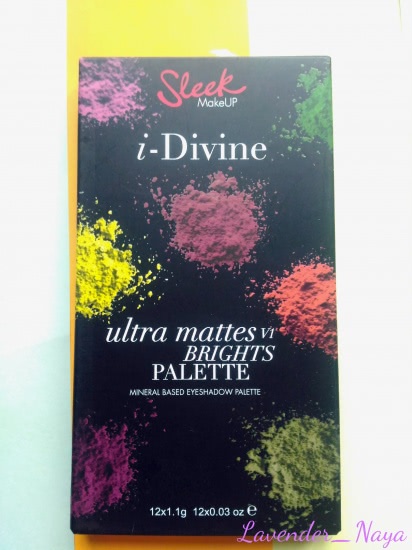 Sleek
MakeUP
i-Divine
ultra mattes V1
BRIGHTS
PALETTE
MINERAL BASED EYESHADOW PALETTE
12x1.1g 12x0.03 oz ℮
Lavender_Naya